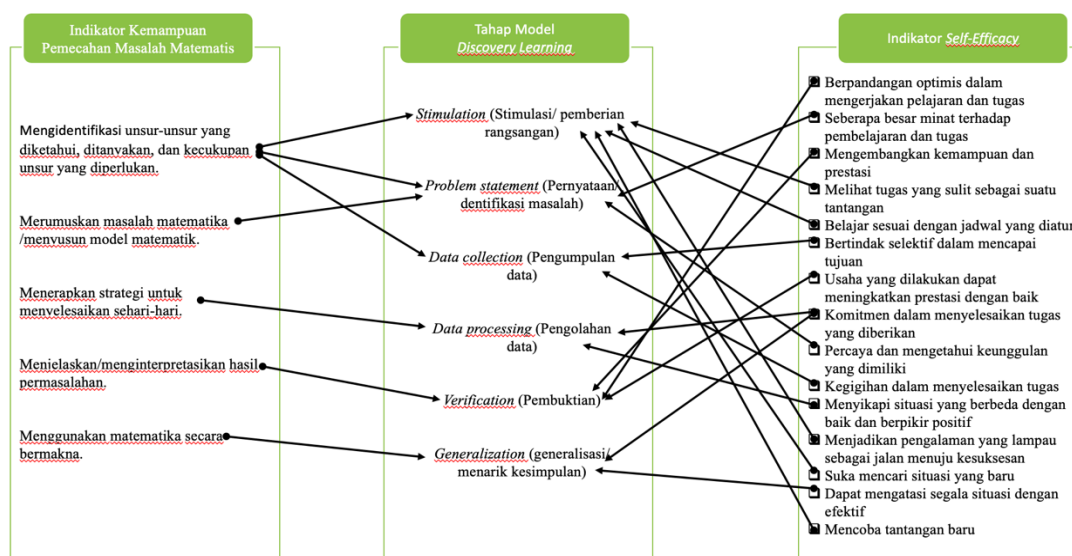 Indikator Kemampuan
Pemecahan Masalah Matematis
Mengidentifikasi unsur-unsur yang
diketahui, ditanyakan, dan kecukupan
unsur yang diperlukan.
Merumuskan masalah matematika
/menyusun model matematik.
Menerapkan strategi untuk
menyelesaikan sehari-hari.
Menjelaskan/menginterpretasikan hasil
permasalahan.
Menggunakan matematika secara
bermakna.
Tahap Model
Discovery Learning
Stimulation (Stimulasi/ pemberian
rangsangan)
Problem statement (Pernyataan/
dentifikasi masalah)
Data collection (Pengumpulan
data)
Data processing (Pengolahan
data)
Verification (Pembuktian)
Generalization (generalisasi/
menarik kesimpulan)
Indikator Self-Efficacy
Berpandangan optimis dalam
mengerjakan pelajaran dan tugas
Seberapa besar minat terhadap
pembelajaran dan tugas
Mengembangkan kemampuan dan
prestasi
Melihat tugas yang sulit sebagai suatu
tantangan
Belajar sesuai dengan jadwal yang diatur
Bertindak selektif dalam mencapai
tujuan
Usaha yang dilakukan dapat
meningkatkan prestasi dengan baik
Komitmen dalam menyelesaikan tugas
yang diberikan
Percaya dan mengetahui keunggulan
yang dimiliki
Kegigihan dalam menyelesaikan tugas
Menyikapi situasi yang berbeda dengan
baik dan berpikir positif
Menjadikan pengalaman yang lampau
sebagai jalan menuju kesuksesan
Suka mencari situasi yang baru
Dapat mengatasi segala situasi dengan
efektif
Mencoba tantangan baru